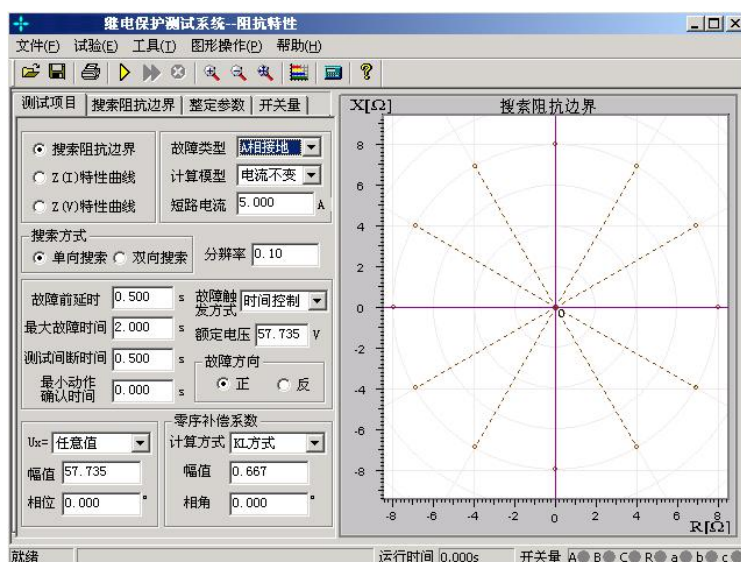 继电保护测试系统--阻抗特性
文件(F) 试验(E) 工具(T) 图形操作(P) 帮助(H)
测试项目 搜索阻抗边界 整定参数 开关量
搜索阻抗边界 故障类型 A相接地
Z(I)特性曲线 计算模型 电流不变
Z(V)特性曲线 短路电流 5.000 A
搜索方式
单向搜索 双向搜索 分辨率 0.10
故障前延时 0.500 s 故障触发方式 时间控制
最大故障时间 2.000 s 额定电压 57.735 V
测试间断时间 0.500 s 故障方向
最小动作确认时间 0.000 s 正 反
零序补偿系数
Ux= 任意值 计算方式 KL方式
幅值 57.735 幅值 0.667
相位 0.000 ° 相角 0.000 °
X[Ω] 搜索阻抗边界
8
6
4
2
0
-2
-4
-6
-8
0
-8 -6 -4 -2 0 2 4 6 8
R[Ω]
就绪 运行时间 0.000s 开关量 A B C R a b c